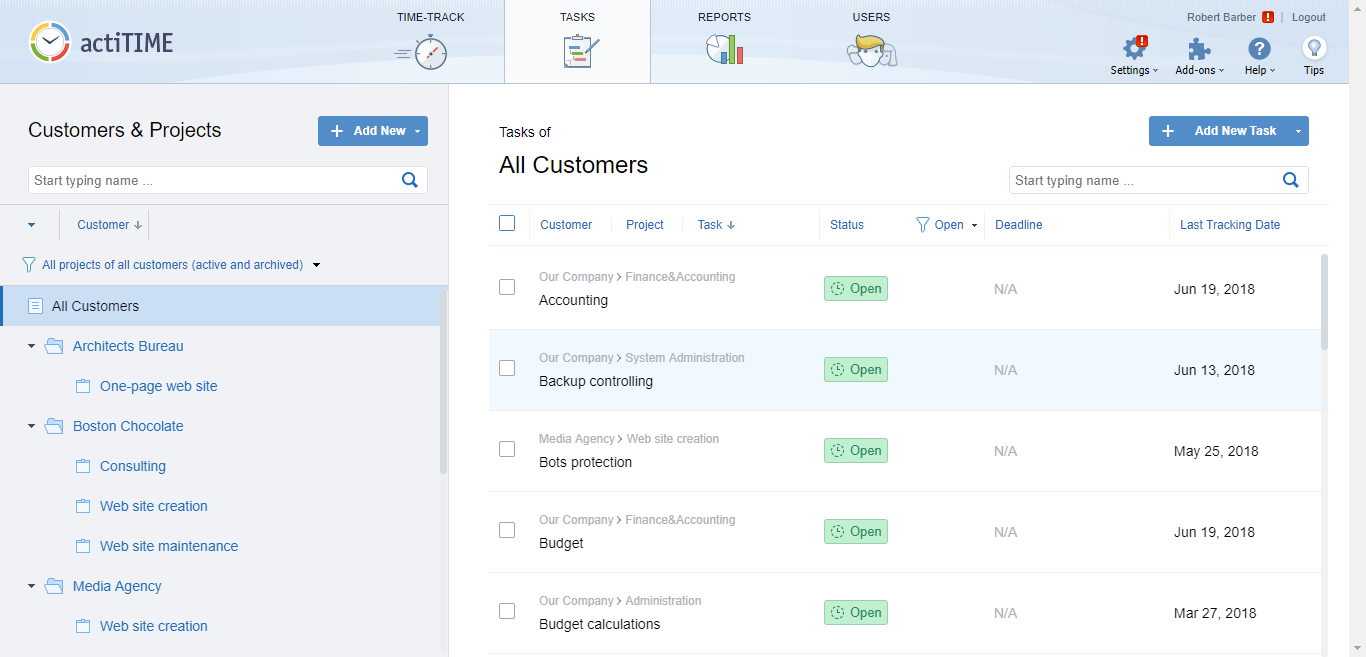 actiTIME
TIME-TRACK
TASKS
REPORTS
USERS
Robert Barber ! | Logout
!
Settings
Add-ons
?
Help
Tips
Customers & Projects
+ Add New
Start typing name ...
Customer ↓
All projects of all customers (active and archived)
All Customers
Architects Bureau
One-page web site
Boston Chocolate
Consulting
Web site creation
Web site maintenance
Media Agency
Web site creation
Tasks of
All Customers
+ Add New Task
Start typing name ...
Customer Project Task ↓ Status Open Deadline Last Tracking Date
Our Company > Finance&Accounting
Accounting Open N/A Jun 19, 2018
Our Company > System Administration
Backup controlling Open N/A Jun 13, 2018
Media Agency > Web site creation
Bots protection Open N/A May 25, 2018
Our Company > Finance&Accounting
Budget Open N/A Jun 19, 2018
Our Company > Administration
Budget calculations Open N/A Mar 27, 2018